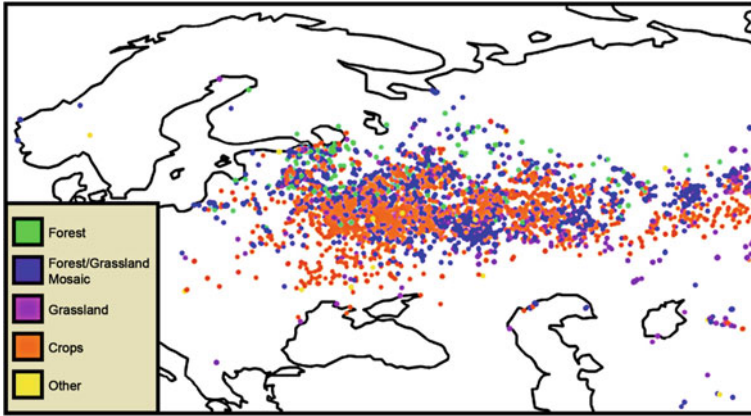 Forest
Forest/Grassland
Mosaic
Grassland
Crops
Other